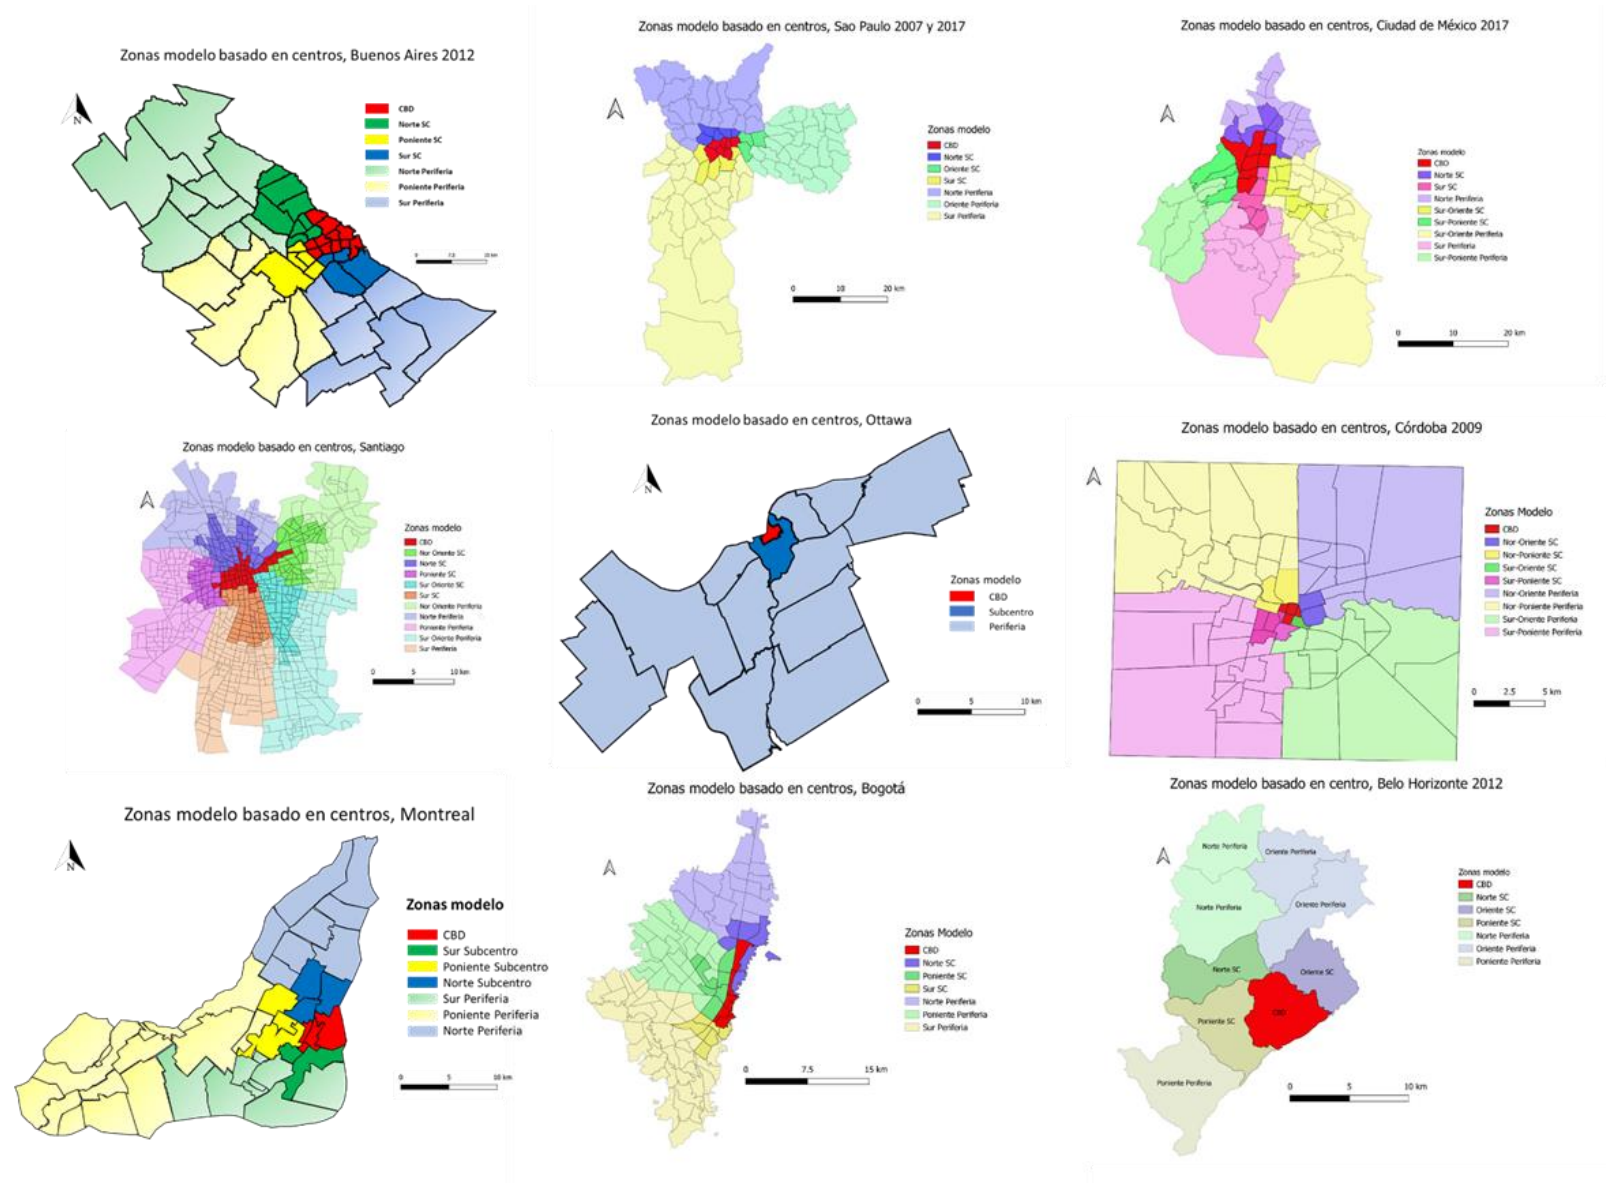 Zonas modelo basado en centros, Buenos Aires 2012
N
CBD
Norte SC
Poniente SC
Sur SC
Norte Periferia
Poniente Periferia
Sur Periferia
Zonas modelo basado en centros, Sao Paulo 2007 y 2017
Zonas modelo
CBD
Norte SC
Oriente SC
Sur SC
Norte Periferia
Oriente Periferia
Sur Periferia
0 10 20 km
Zonas modelo basado en centros, Ciudad de México 2017
Zonas modelo
CBD
Norte SC
Sur SC
Norte Periferia
Sur-Oriente SC
Sur-Poniente SC
Sur-Oriente Periferia
Sur Periferia
Sur-Poniente Periferia
0 10 20 km
Zonas modelo basado en centros, Santiago
Zonas modelo
CBD
Nor Oriente SC
Norte SC
Poniente SC
Sur Oriente SC
Sur SC
Nor Oriente Periferia
Norte Periferia
Poniente Periferia
Sur Oriente Periferia
Sur Periferia
0 5 10 km
Zonas modelo basado en centros, Ottawa
N
Zonas modelo
CBD
Subcentro
Periferia
0 5 10 km
Zonas modelo basado en centros, Córdoba 2009
Zonas Modelo
CBD
Nor-Oriente SC
Nor-Poniente SC
Sur-Oriente SC
Sur-Poniente SC
Nor-Oriente Periferia
Nor-Poniente Periferia
Sur-Oriente Periferia
Sur-Poniente Periferia
0 2.5 5 km
Zonas modelo basado en centros, Montreal
N
Zonas modelo
CBD
Sur Subcentro
Poniente Subcentro
Norte Subcentro
Sur Periferia
Poniente Periferia
Norte Periferia
0 5 10 km
Zonas modelo basado en centros, Bogotá
Zonas Modelo
CBD
Norte SC
Poniente SC
Sur SC
Norte Periferia
Poniente Periferia
Sur Periferia
0 7.5 15 km
Zonas modelo basado en centro, Belo Horizonte 2012
Norte Periferia
Oriente Periferia
Norte Periferia
Oriente Periferia
Norte SC
Oriente SC
CBD
Poniente SC
Poniente Periferia
Zonas modelo
CBD
Norte SC
Oriente SC
Poniente SC
Norte Periferia
Oriente Periferia
Poniente Periferia
0 5 10 km